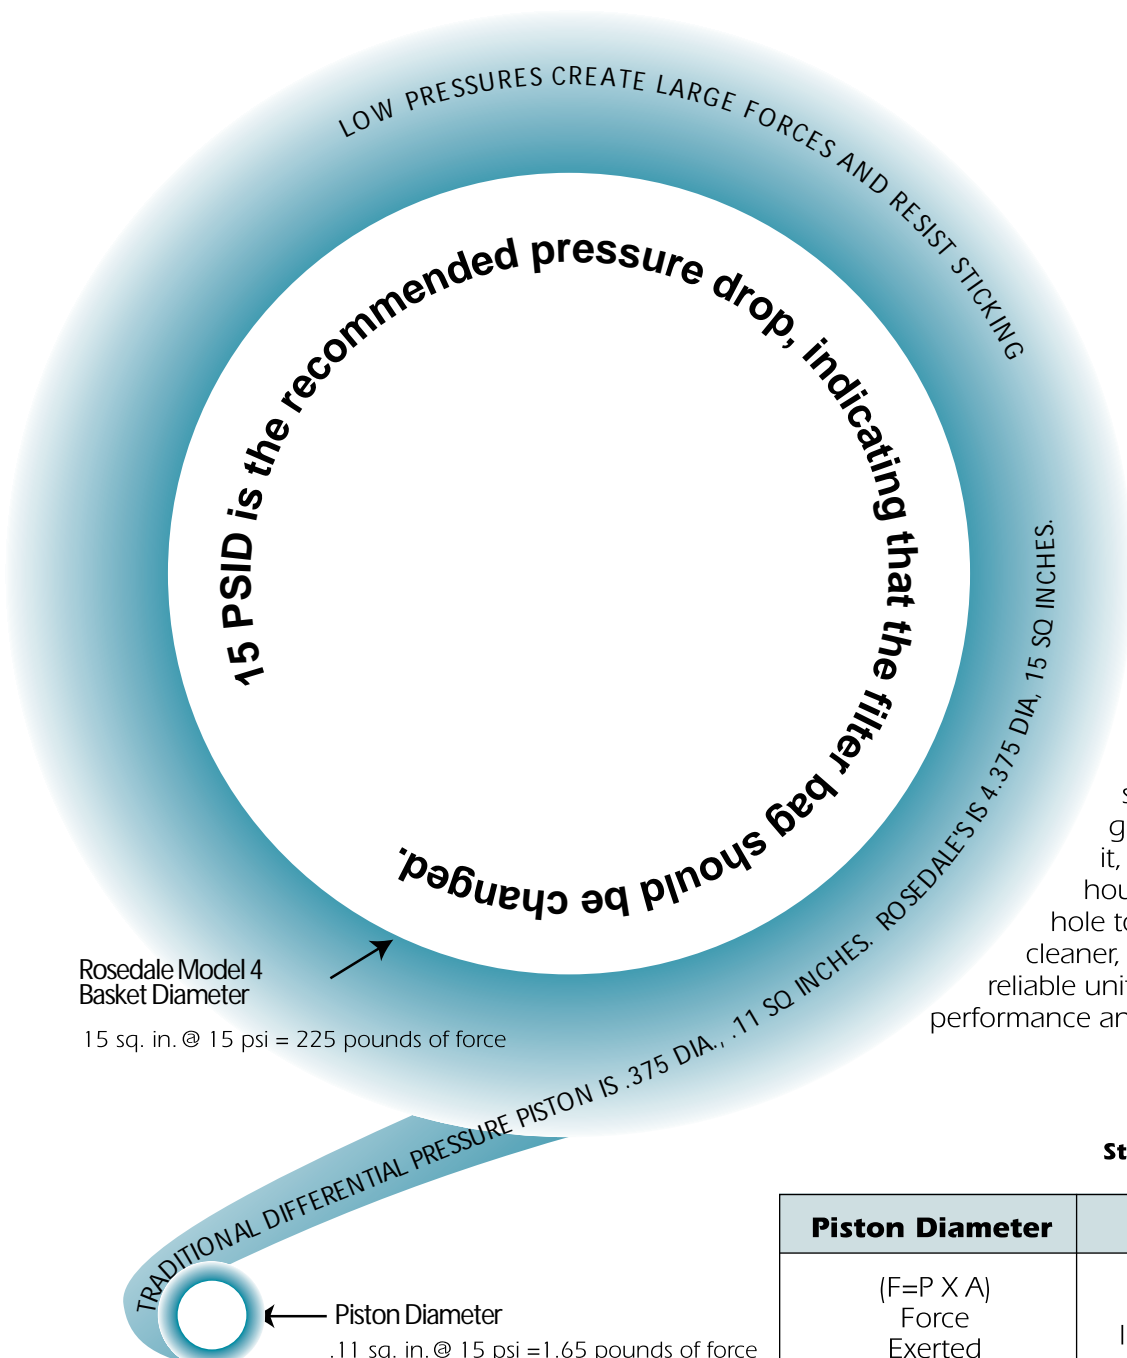 LOW PRESSURES CREATE LARGE FORCES AND RESIST STICKING
15 PSID is the recommended pressure drop, indicating that the filter bag should be changed.
TRADITIONAL DIFFERENTIAL PRESSURE PISTON IS .375 DIA., .11 SQ INCHES. ROSEDALE'S IS 4.375 DIA, 15 SQ INCHES.
it,
hole
cleaner,
reliable
performance
Rosedale Model 4
Basket Diameter
15 sq. in. @ 15 psi = 225 pounds of force
Piston Diameter
.11 sq. in. @ 15 psi =1.65 pounds of force
Piston Diameter
(F=P X A)
Force
Exerted